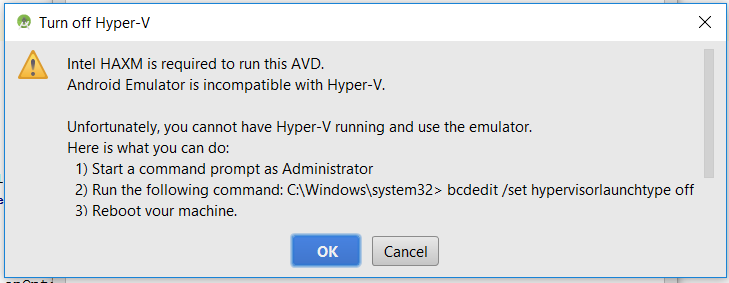 Turn off Hyper-V
Intel HAXM is required to run this AVD.
Android Emulator is incompatible with Hyper-V.
Unfortunately, you cannot have Hyper-V running and use the emulator.
Here is what you can do:
1) Start a command prompt as Administrator
2) Run the following command: C:\Windows\system32> bcdedit /set hypervisorlaunchtype off
3) Reboot your machine.
OK
Cancel